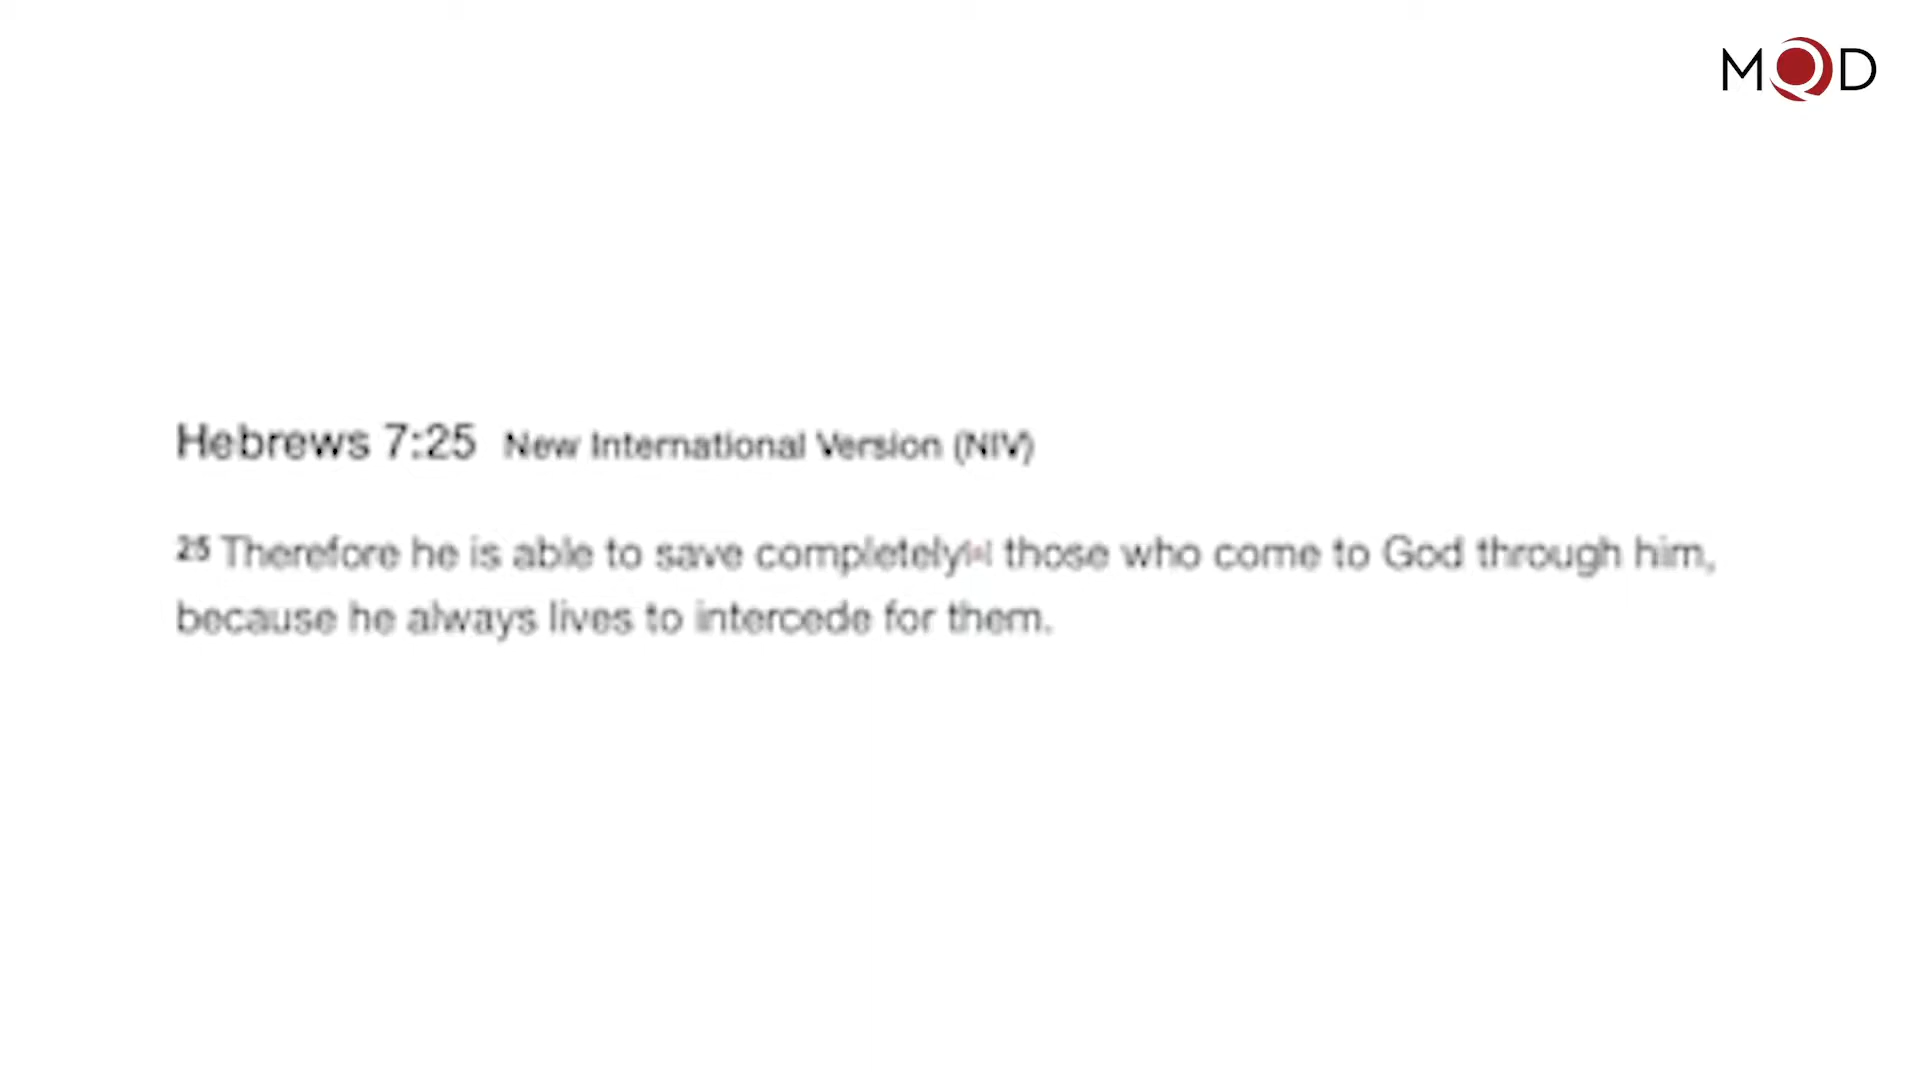 MQD
Hebrews 7:25 New International Version (NIV)
25 Therefore he is able to save completely[a] those who come to God through him,
because he always lives to intercede for them.